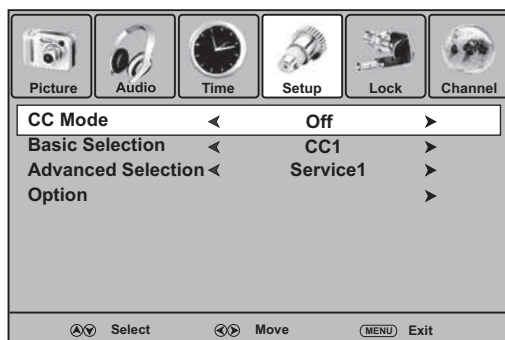 Picture Audio Time Setup Lock Channel
CC Mode Off
Basic Selection CC1
Advanced Selection Service1
Option
Select Move MENU Exit